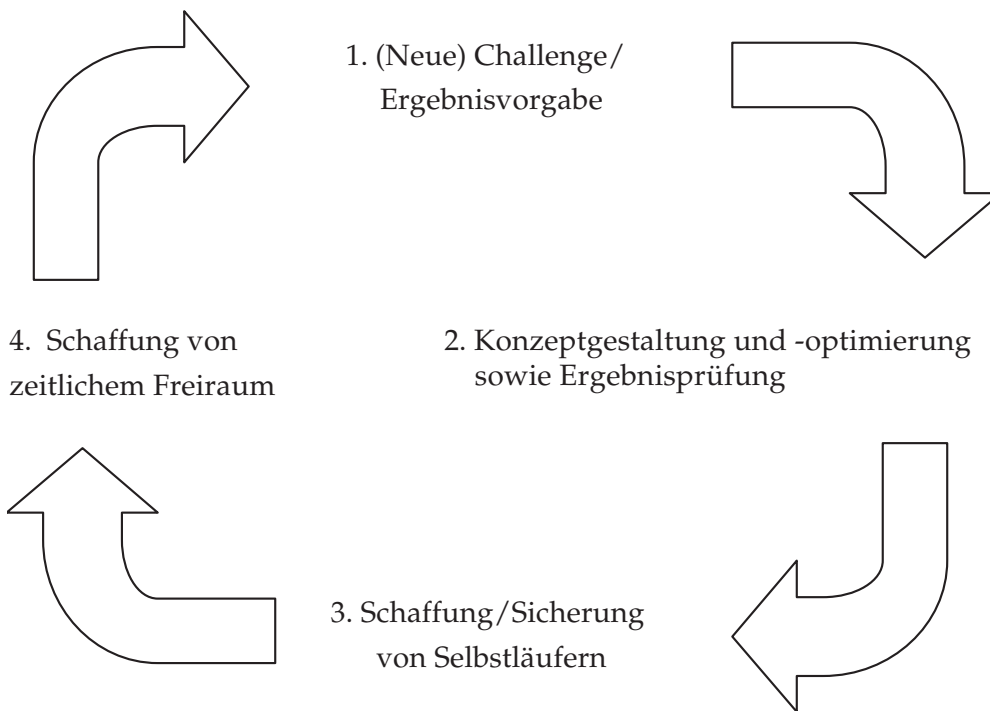 1. (Neue) Challenge/
Ergebnisvorgabe
2. Konzeptgestaltung und -optimierung
sowie Ergebnisprüfung
3. Schaffung/Sicherung
von Selbstläufern
4. Schaffung von
zeitlichem Freiraum